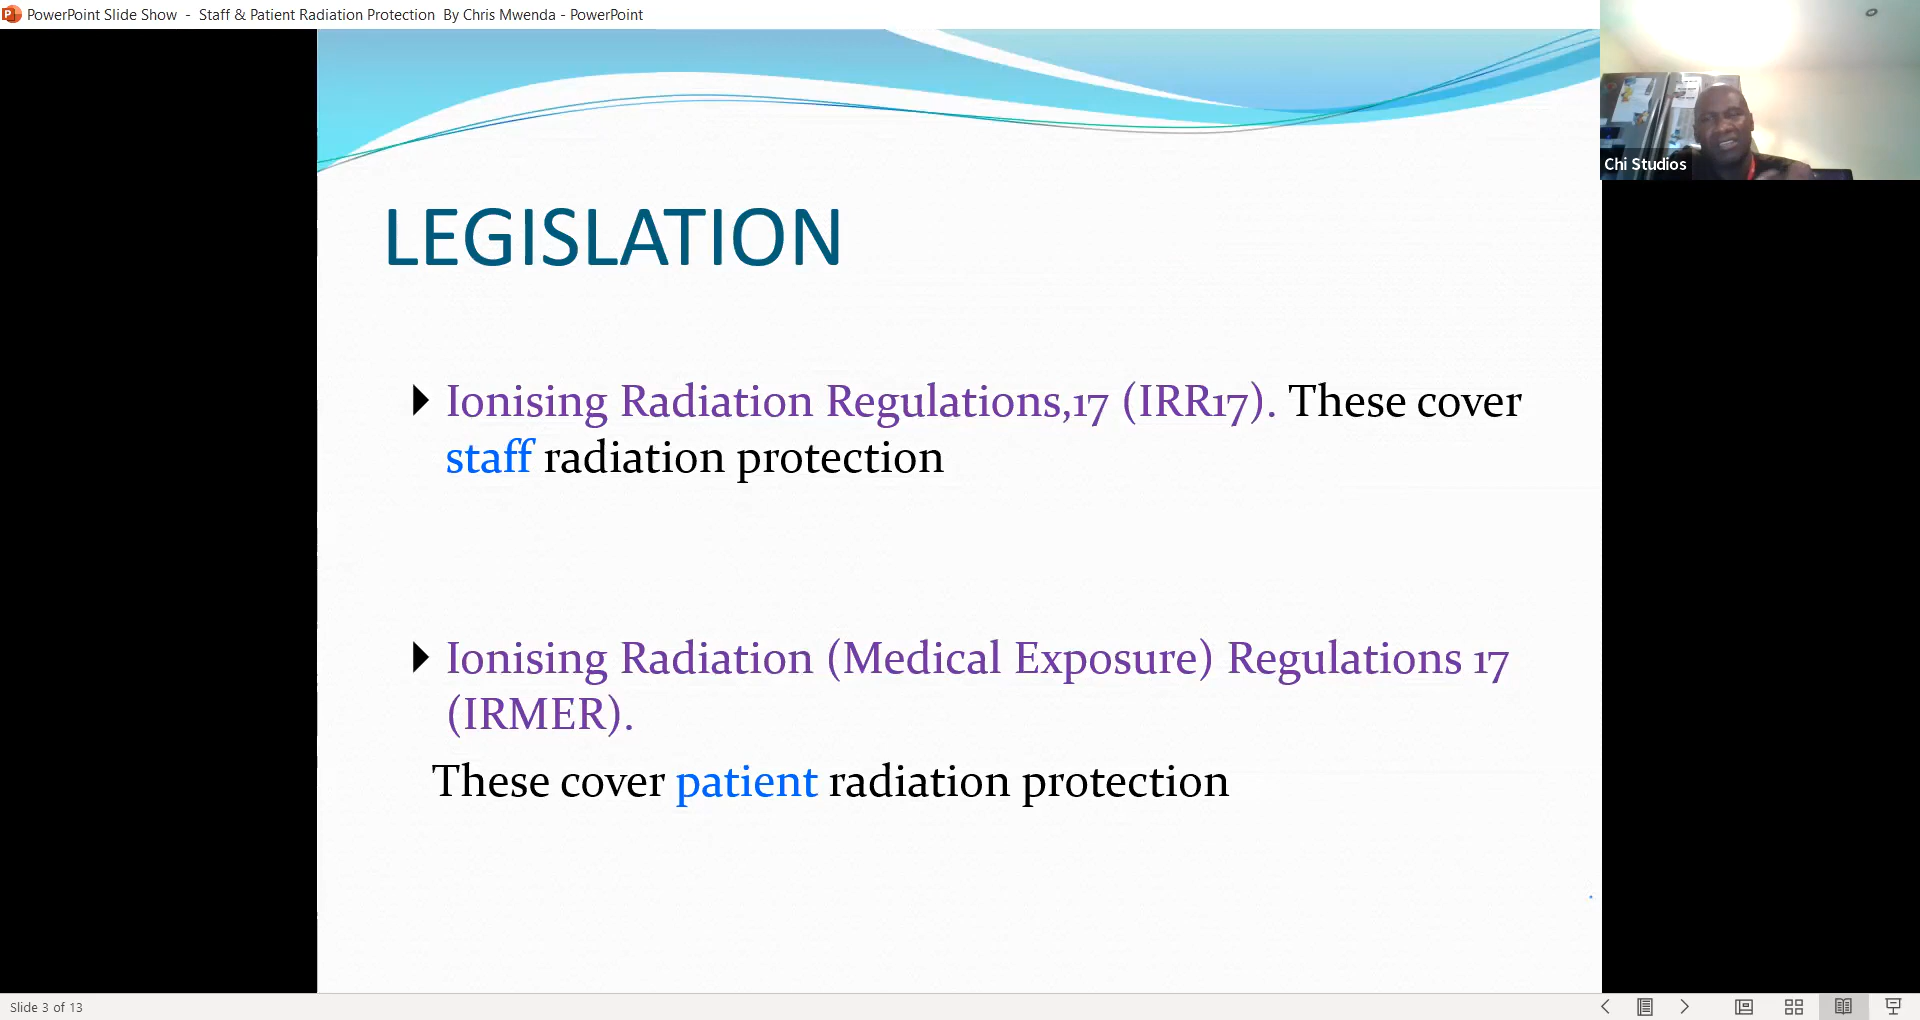 PowerPoint Slide Show - Staff & Patient Radiation Protection By Chris Mwenda - PowerPoint
Chi Studios
LEGISLATION
Ionising Radiation Regulations,17 (IRR17). These cover
staff radiation protection
Ionising Radiation (Medical Exposure) Regulations 17
(IRMER).
These cover patient radiation protection
Slide 3 of 13